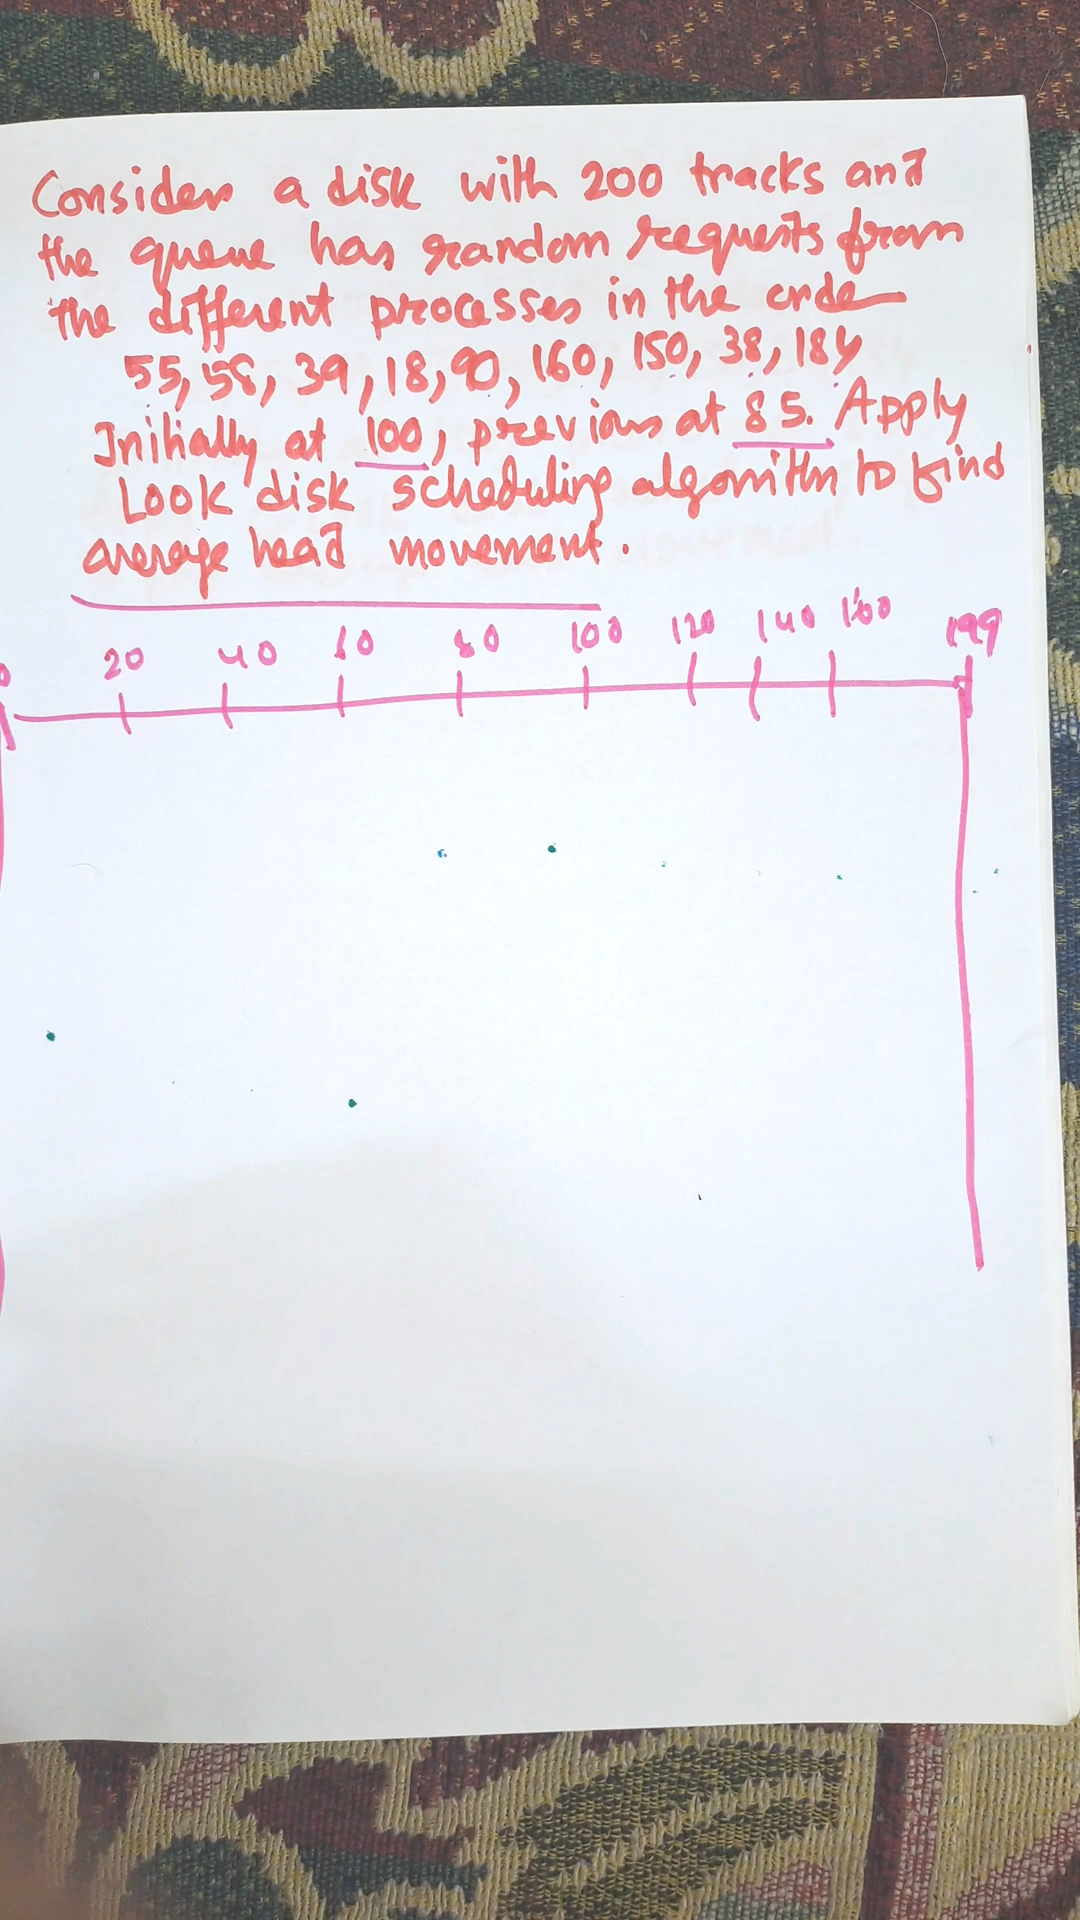 Consider a disk with 200 tracks and
the queue has random requests from
the different processes in the order
55, 58, 39, 18, 90, 160, 150, 38, 184
Initially at 100, previous at 85. Apply
Look disk scheduling algorithm to find
average head movement.
0 20 40 60 80 100 120 140 160 199